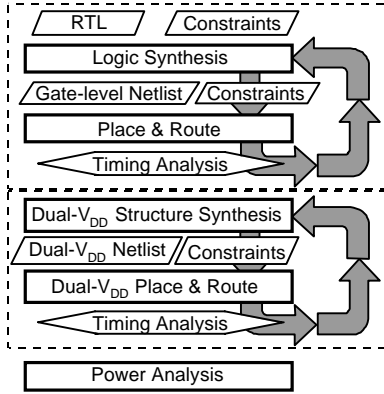 RTL Constraints
Logic Synthesis
Gate-level Netlist Constraints
Place & Route
Timing Analysis
Dual-VDD Structure Synthesis
Dual-VDD Netlist Constraints
Dual-VDD Place & Route
Timing Analysis
Power Analysis